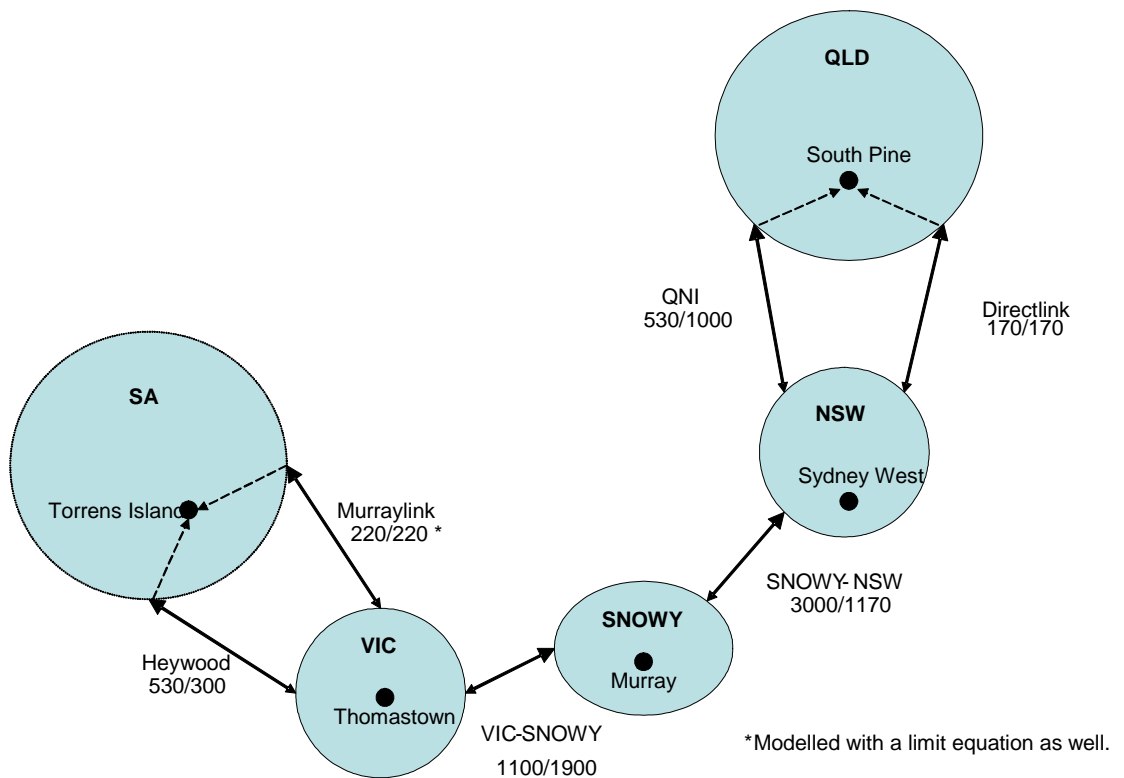 QLD
South Pine
QNI
530/1000
Directlink
170/170
SA
NSW
Torrens Island
Murraylink
220/220 *
Sydney West
SNOWY- NSW
3000/1170
SNOWY
VIC
Murray
Heywood
530/300
Thomastown
VIC-SNOWY
1100/1900
*Modelled with a limit equation as well.